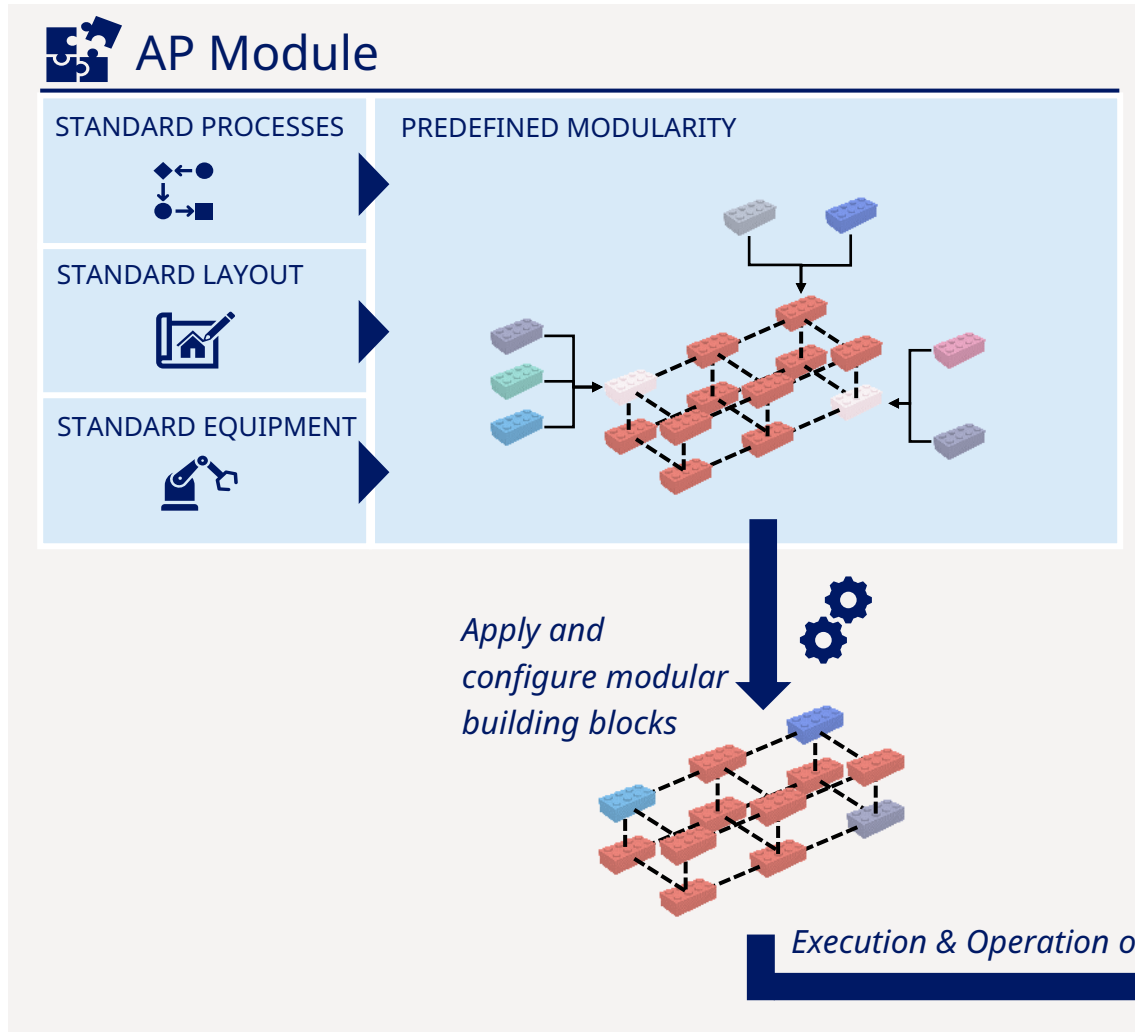 AP Module
STANDARD PROCESSES
PREDEFINED MODULARITY
STANDARD LAYOUT
STANDARD EQUIPMENT
Apply and
configure modular
building blocks
Execution & Operation o